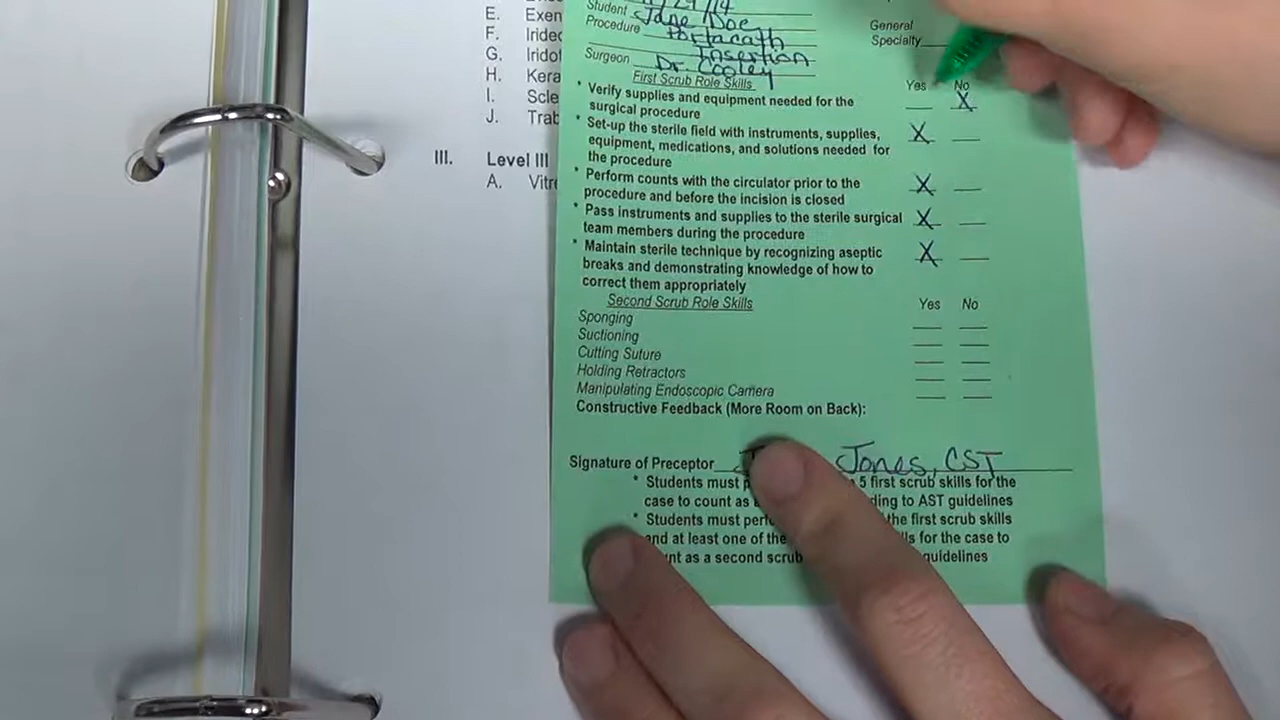 E. Exen
F. Irido
G. Iridot
H. Kera
I. Scle
J. Trab
III. Level III
A. Vitre
Student Jane Doe
Procedure Portacath
Insertion
Surgeon Dr. Cooley
General
Specialty
First Scrub Role Skills
Yes No
* Verify supplies and equipment needed for the
surgical procedure X
* Set-up the sterile field with instruments, supplies, X
equipment, medications, and solutions needed for
the procedure
* Perform counts with the circulator prior to the X
procedure and before the incision is closed
* Pass instruments and supplies to the sterile surgical X
team members during the procedure
* Maintain sterile technique by recognizing aseptic X
breaks and demonstrating knowledge of how to
correct them appropriately
Second Scrub Role Skills Yes No
Sponging
Suctioning
Cutting Suture
Holding Retractors
Manipulating Endoscopic Camera
Constructive Feedback (More Room on Back):
Signature of Preceptor Jones, CST
* Students must 5 first scrub skills for the
case to count as AST guidelines
* Students must the first scrub skills
and at least one of the for the case to
as a second scrub guidelines